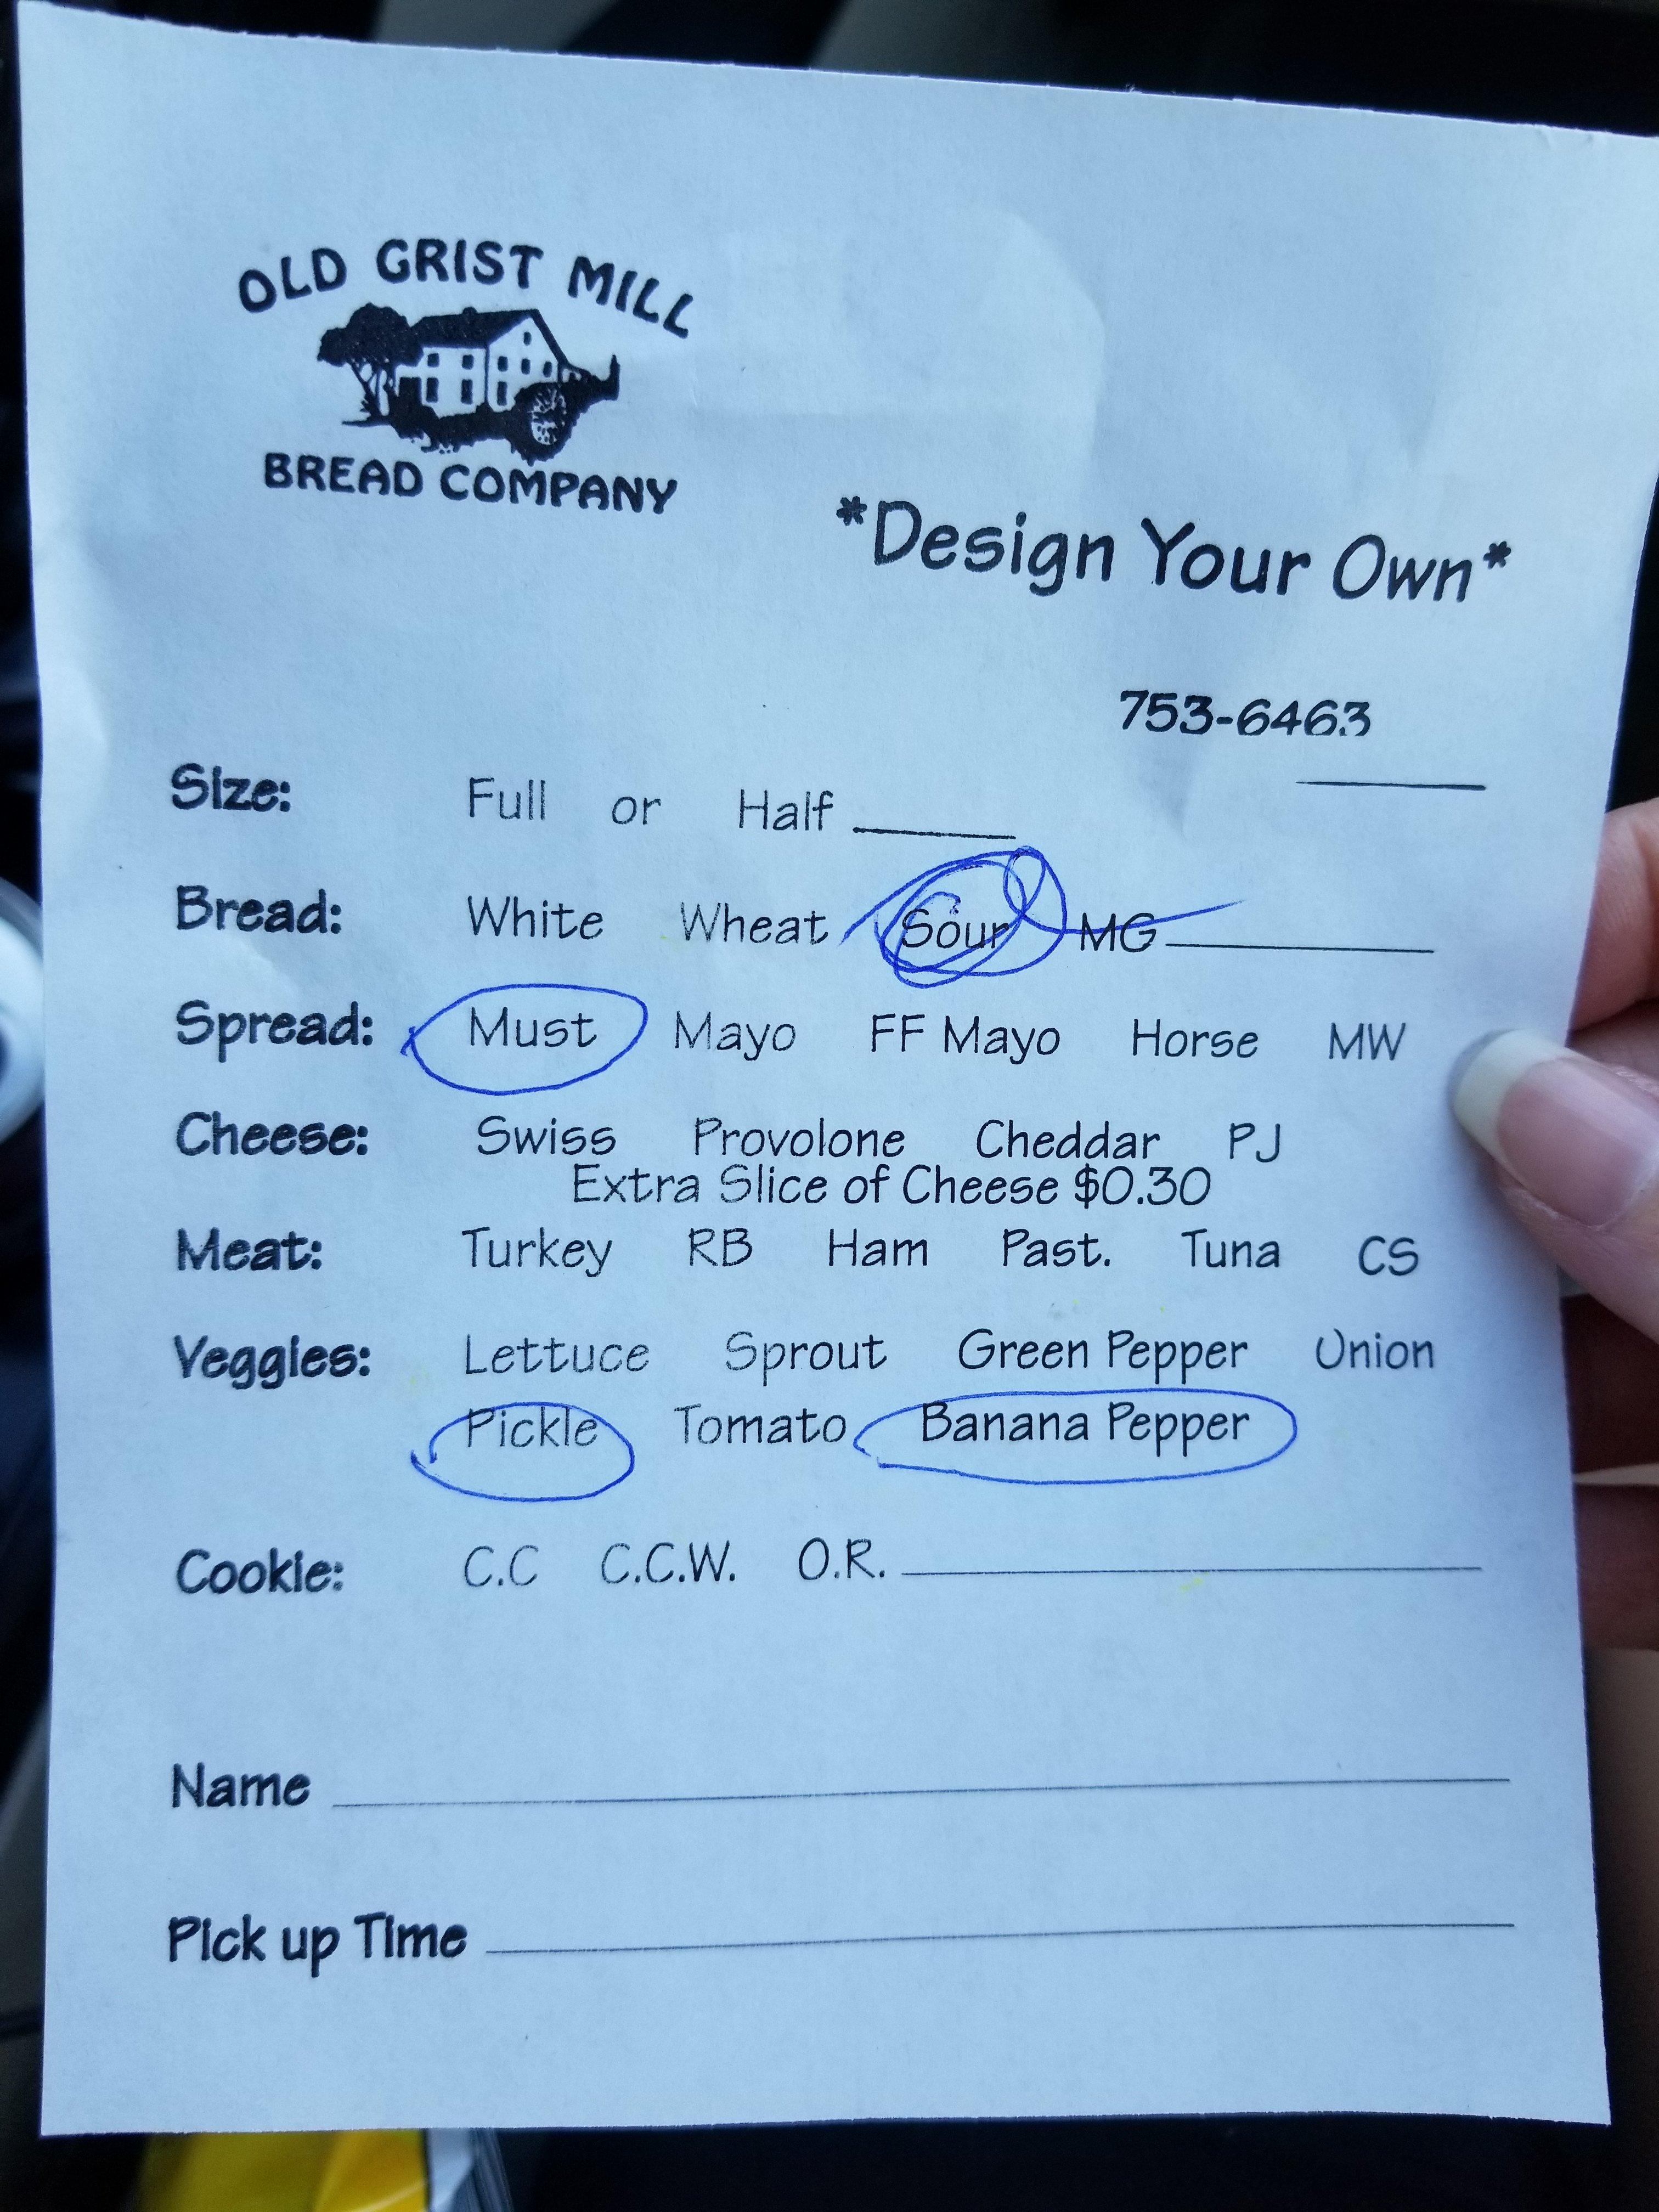 OLD GRIST MILL
BREAD COMPANY
*Design Your Own*
753-6463
Size: Full or Half
Bread: White Wheat Sour MG
Spread: Must Mayo FF Mayo Horse MW
Cheese: Swiss Provolone Cheddar PJ
Extra Slice of Cheese $0.30
Meat: Turkey RB Ham Past. Tuna CS
Veggies: Lettuce Sprout Green Pepper Onion
Pickle Tomato Banana Pepper
Cookie: C.C C.C.W. O.R.
Name
Pick up Time